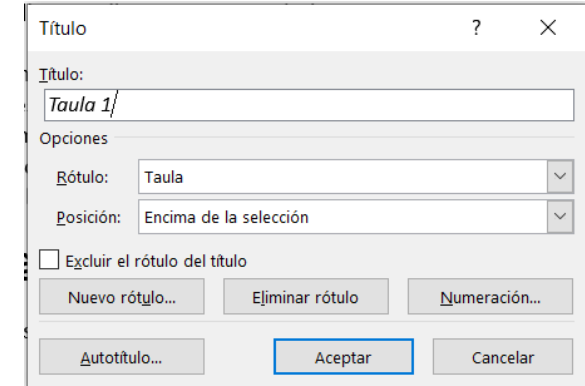 Título ? ×
Título:
Taula 1
Opciones
Rótulo: Taula
Posición: Encima de la selección
Excluir el rótulo del título
Nuevo rótulo... Eliminar rótulo Numeración...
Autotítulo... Aceptar Cancelar